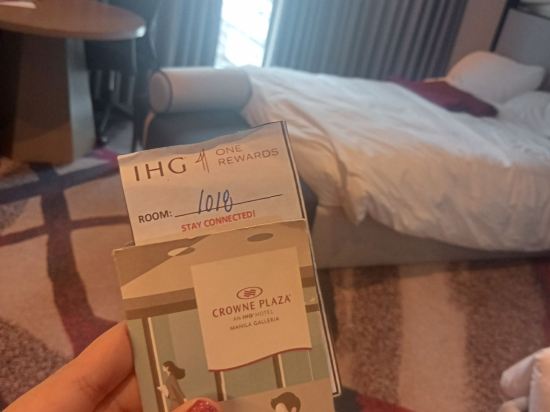 IHG ONE
REWARDS
ROOM: 1018
STAY CONNECTED!
CROWNE PLAZA
AN IHG HOTEL
MANILA GALLERIA